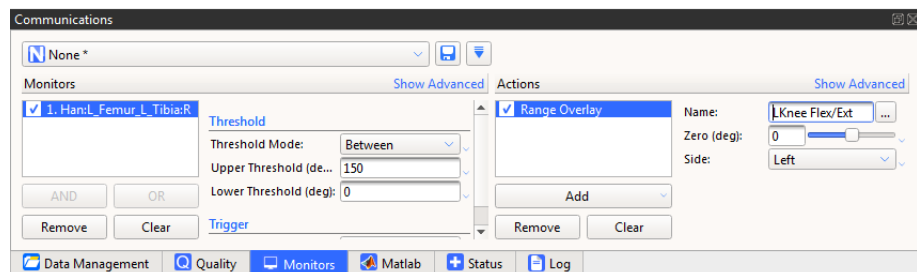 Communications
None *
Monitors Show Advanced Actions Show Advanced
1. Han:L_Femur_L_Tibia:R
Threshold
Threshold Mode: Between
Upper Threshold (de... 150
Lower Threshold (deg): 0
Trigger
AND OR
Remove Clear
Range Overlay
Add
Remove Clear
Name: LKnee Flex/Ext ...
Zero (deg): 0
Side: Left
Data Management Quality Monitors Matlab Status Log